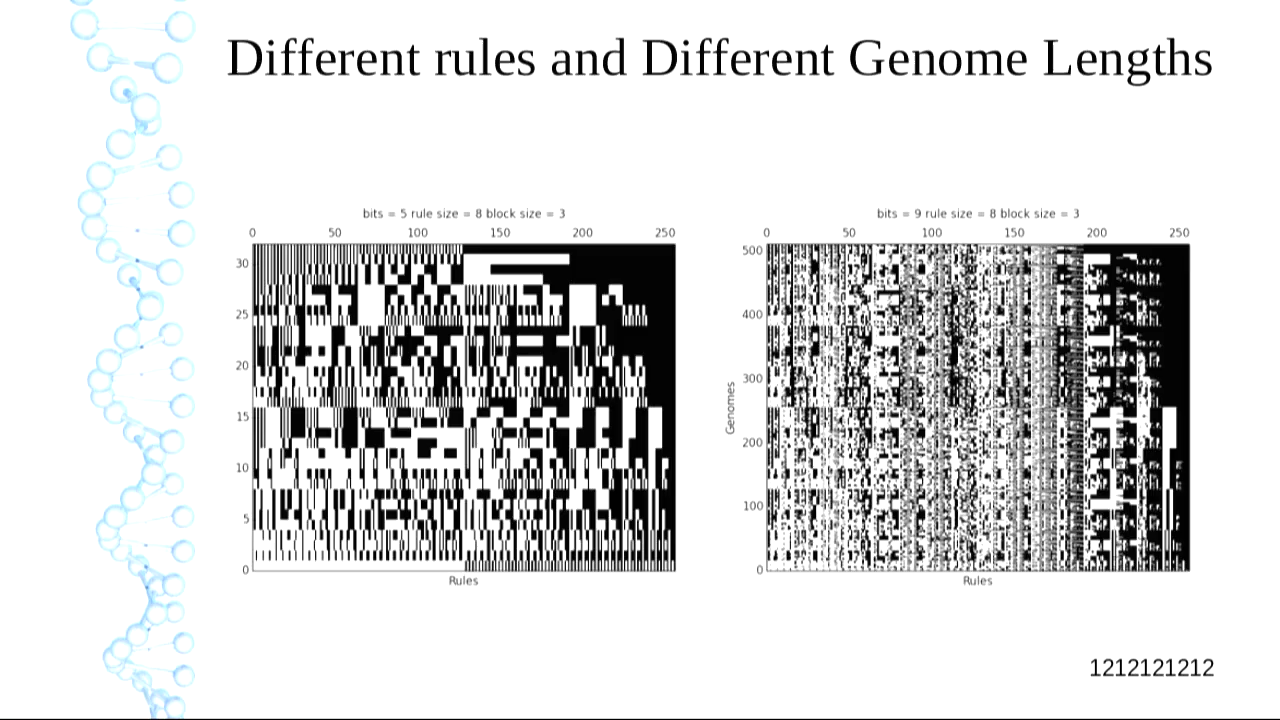 Different rules and Different Genome Lengths
bits = 5 rule size = 8 block size = 3
0 50 100 150 200 250
30
25
20
15
10
5
0
Rules
bits = 9 rule size = 8 block size = 3
0 50 100 150 200 250
500
400
300
200
100
0
Genomes
Rules
1212121212